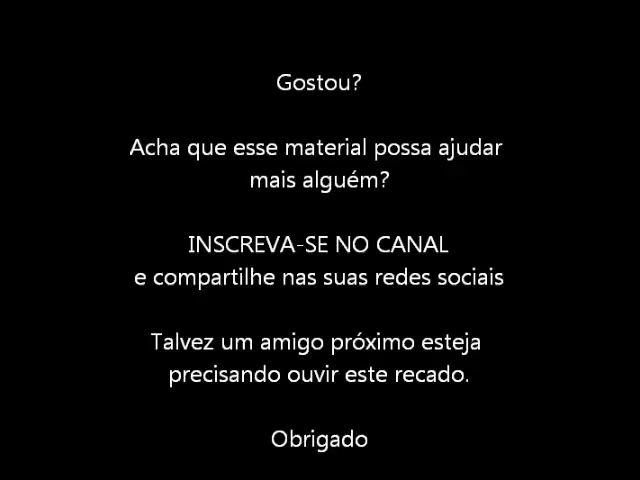 Gostou?
Acha que esse material possa ajudar
mais alguém?
INSCREVA-SE NO CANAL
e compartilhe nas suas redes sociais
Talvez um amigo próximo esteja
precisando ouvir este recado.
Obrigado